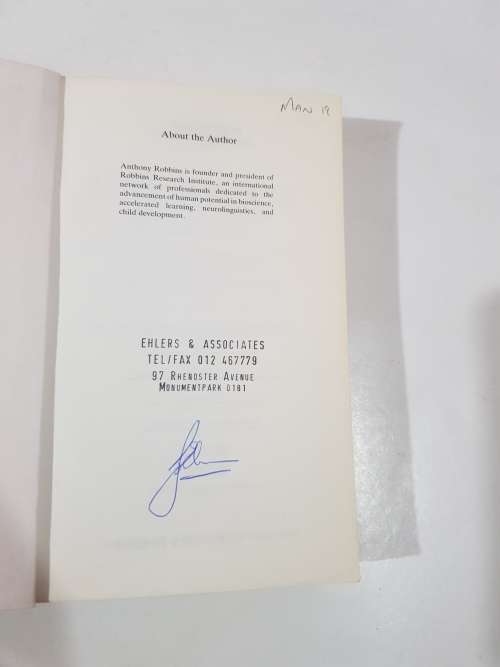 MAN 19
About the Author
Anthony Robbins is founder and president of
Robbins Research Institute, an international
network of professionals dedicated to the
advancement of human potential in bioscience,
accelerated learning, neurolinguistics, and
child development.
EHLERS & ASSOCIATES
TEL/FAX 012 467779
97 RHENOSTER AVENUE
MONUMENTPARK 0181